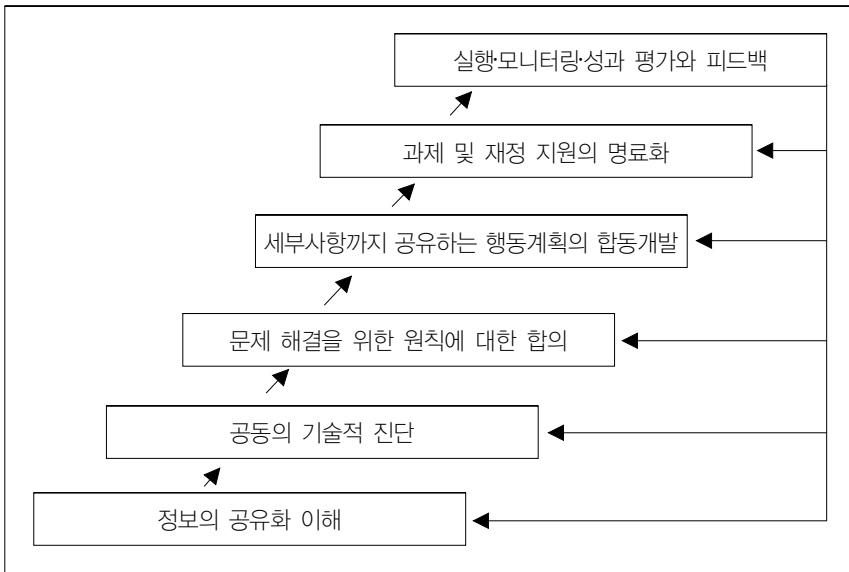 실행·모니터링·성과 평가와 피드백
과제 및 재정 지원의 명료화
세부사항까지 공유하는 행동계획의 합동개발
문제 해결을 위한 원칙에 대한 합의
공동의 기술적 진단
정보의 공유화 이해